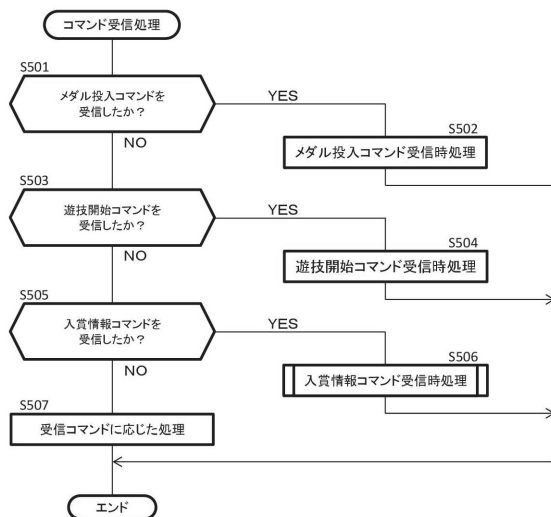 コマンド受信処理
S501
メダル投入コマンドを
受信したか？
YES
NO
S502
メダル投入コマンド受信時処理
S503
遊技開始コマンドを
受信したか？
YES
NO
S504
遊技開始コマンド受信時処理
S505
入賞情報コマンドを
受信したか？
YES
NO
S506
入賞情報コマンド受信時処理
S507
受信コマンドに応じた処理
エンド